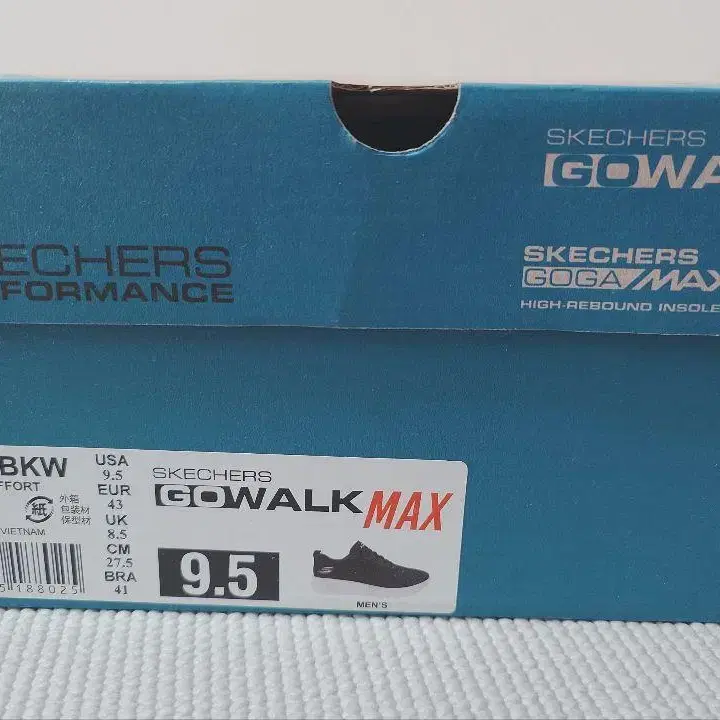 SKECHERS
GOWA
ECHERS
FORMANCE
SKECHERS
GOGA MAX
HIGH-REBOUND INSOLE
BKW
FFORT
紙
外箱
包装材
保型材
VIETNAM
5188025
USA
9.5
EUR
43
UK
8.5
CM
27.5
BRA
41
SKECHERS
GOWALK MAX
9.5
MEN'S